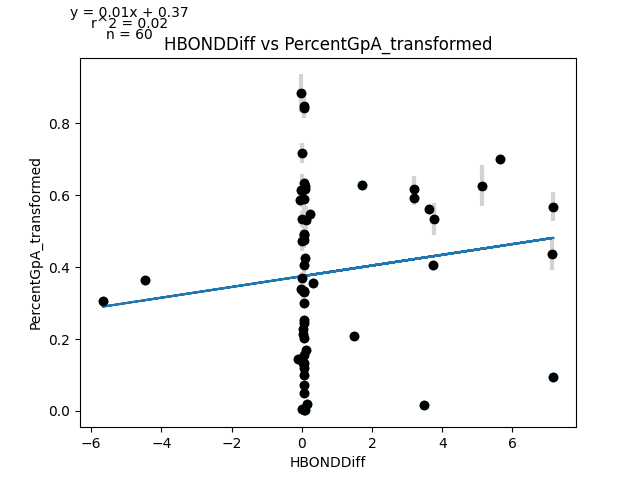 y = 0.01x + 0.37
r^2 = 0.02
n = 60
HBONDDiff vs PercentGpA_transformed
PercentGpA_transformed
0.8
0.6
0.4
0.2
0.0
−6
−4
−2
0
2
4
6
HBONDDiff